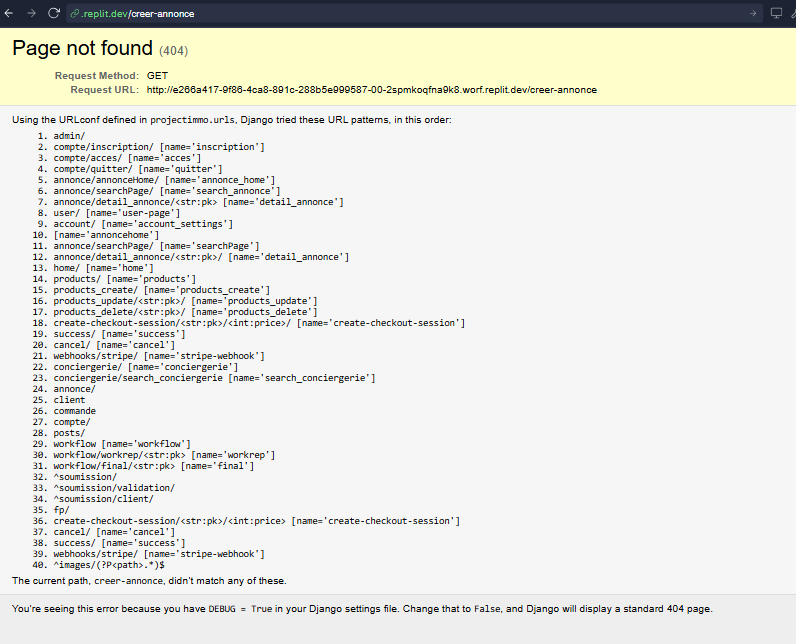 .replit.dev/creer-annonce
Page not found (404)
Request Method: GET
Request URL: http://e266a417-9f86-4ca8-891c-288b5e999587-00-2spmkoqfna9k8.worf.replit.dev/creer-annonce
Using the URLconf defined in projectimmo.urls, Django tried these URL patterns, in this order:
1. admin/
2. compte/inscription/ [name='inscription']
3. compte/acces/ [name='acces']
4. compte/quitter/ [name='quitter']
5. annonce/annonceHome/ [name='annonce_home']
6. annonce/searchPage/ [name='search_annonce']
7. annonce/detail_annonce/<str:pk> [name='detail_annonce']
8. user/ [name='user-page']
9. account/ [name='account_settings']
10. [name='annoncehome']
11. annonce/searchPage/ [name='searchPage']
12. annonce/detail_annonce/<str:pk>/ [name='detail_annonce']
13. home/ [name='home']
14. products/ [name='products']
15. products_create/ [name='products_create']
16. products_update/<str:pk>/ [name='products_update']
17. products_delete/<str:pk>/ [name='products_delete']
18. create-checkout-session/<str:pk>/<int:price>/ [name='create-checkout-session']
19. success/ [name='success']
20. cancel/ [name='cancel']
21. webhooks/stripe/ [name='stripe-webhook']
22. conciergerie/ [name='conciergerie']
23. conciergerie/search_conciergerie [name='search_conciergerie']
24. annonce/
25. client
26. commande
27. compte/
28. posts/
29. workflow [name='workflow']
30. workflow/workrep/<str:pk> [name='workrep']
31. workflow/final/<str:pk> [name='final']
32. ^soumission/
33. ^soumission/validation/
34. ^soumission/client/
35. fp/
36. create-checkout-session/<str:pk>/<int:price> [name='create-checkout-session']
37. cancel/ [name='cancel']
38. success/ [name='success']
39. webhooks/stripe/ [name='stripe-webhook']
40. ^images/(?P<path>.*)$
The current path, creer-annonce, didn't match any of these.
You're seeing this error because you have DEBUG = True in your Django settings file. Change that to False, and Django will display a standard 404 page.